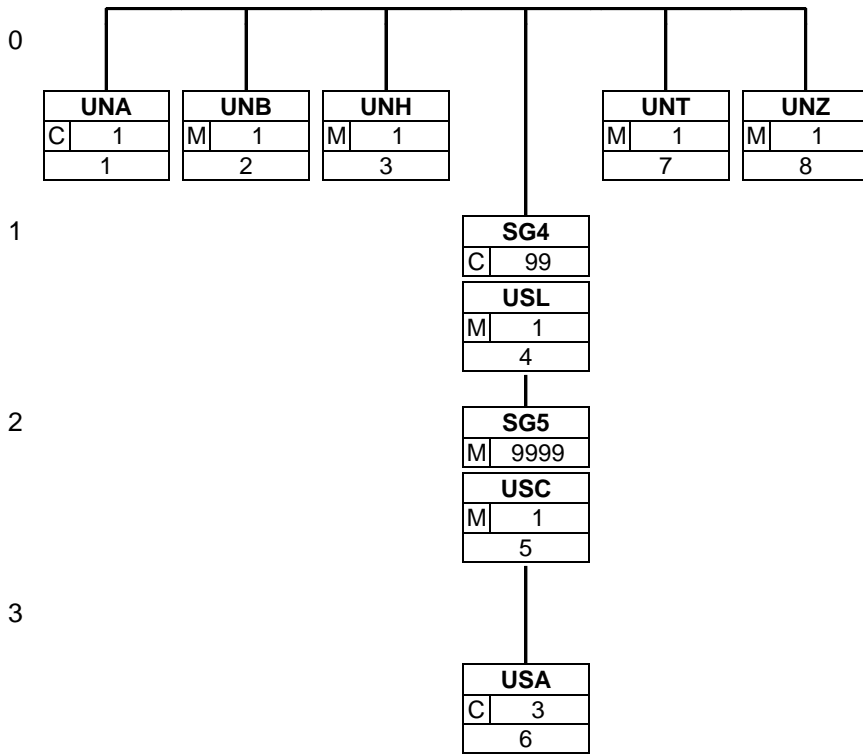 0
UNA UNB UNH UNT UNZ
C 1 M 1 M 1 M 1 M 1
1 2 3 7 8
1
SG4
C 99
USL
M 1
4
2
SG5
M 9999
USC
M 1
5
3
USA
C 3
6